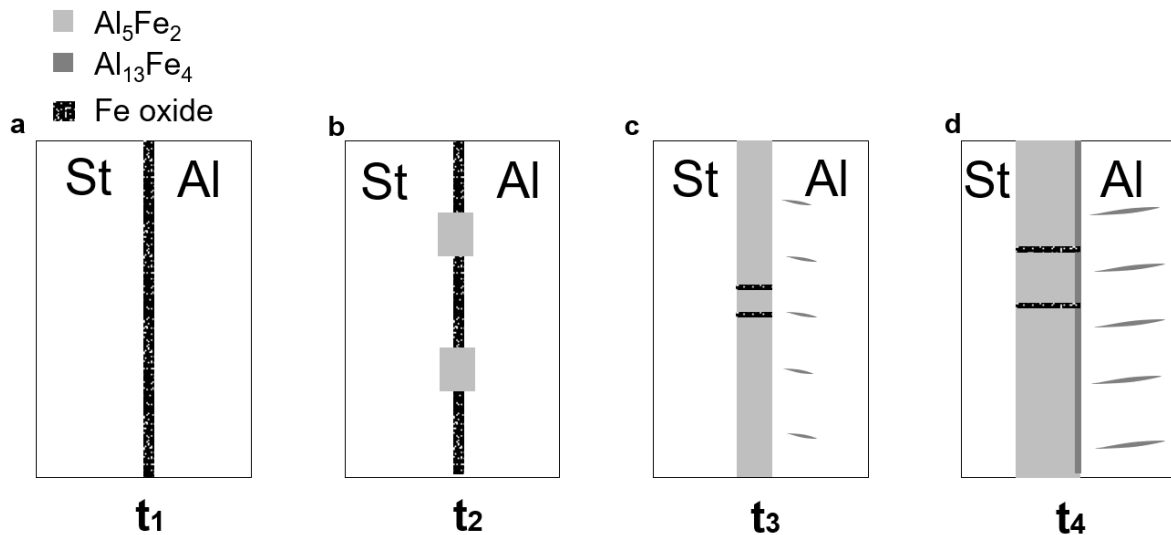 Al₅Fe₂
Al₁₃Fe₄
Fe oxide
a
St Al
t₁
b
St Al
t₂
c
St Al
t₃
d
St Al
t₄